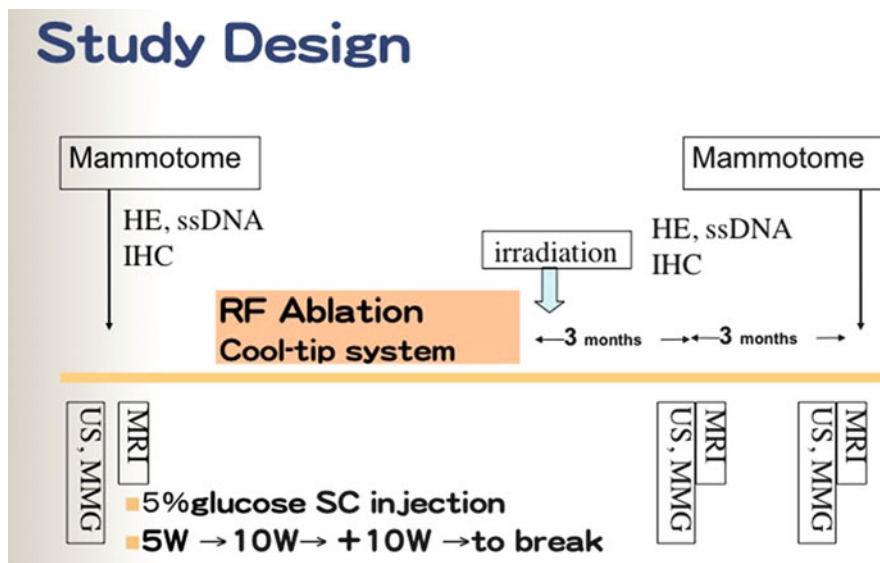 Study Design
Mammotome
Mammotome
HE, ssDNA
IHC
HE, ssDNA
IHC
irradiation
RF Ablation
Cool-tip system
3 months
3 months
US, MMG
MRI
US, MMG
MRI
US, MMG
MRI
5%glucose SC injection
5W →10W→ +10W →to break